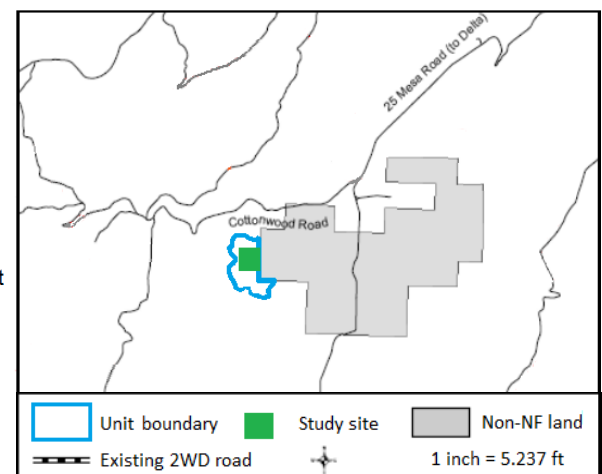 25 Mesa Road (to Delta)
Cottonwood Road
t
Unit boundary
Study site
Non-NF land
Existing 2WD road
1 inch = 5.237 ft